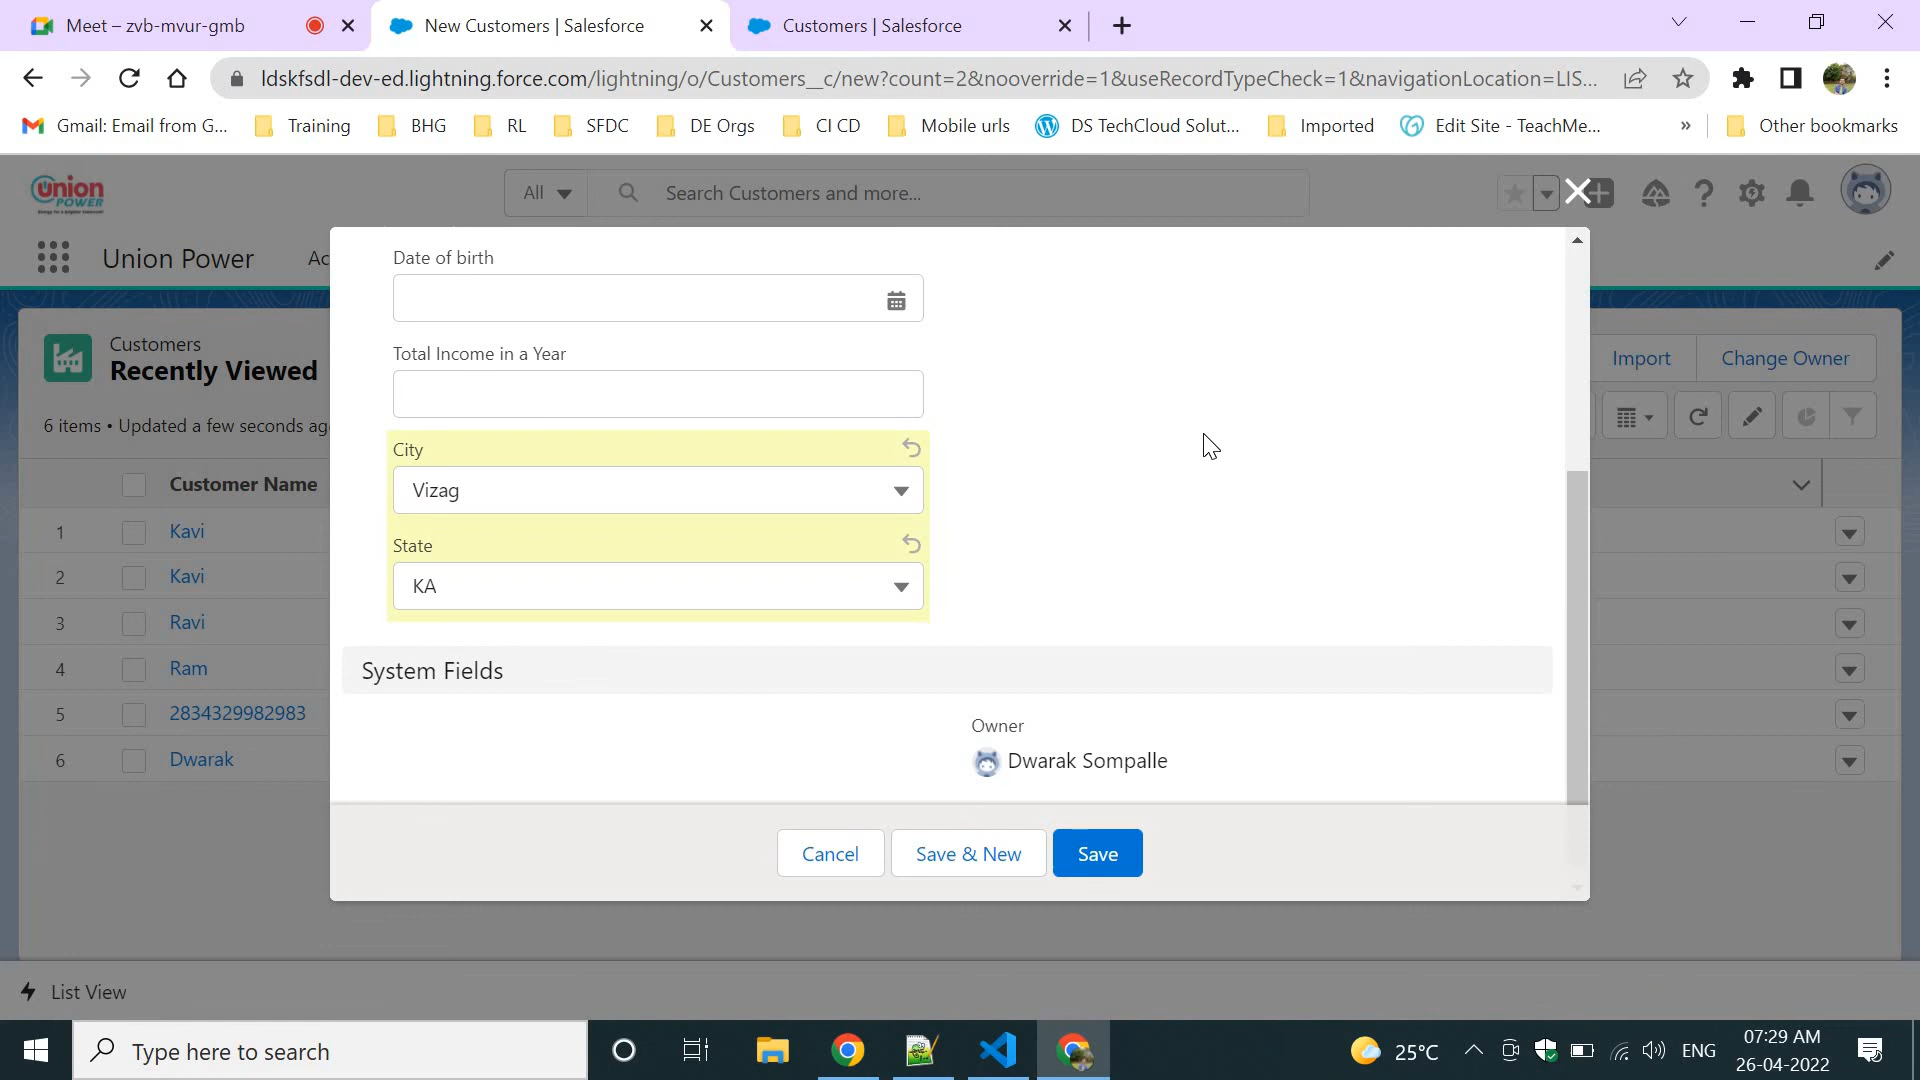 Meet – zvb-mvur-gmb
New Customers | Salesforce
Customers | Salesforce
ldskfsdl-dev-ed.lightning.force.com/lightning/o/Customers__c/new?count=2&nooverride=1&useRecordTypeCheck=1&navigationLocation=LIS...
Gmail: Email from G... Training BHG RL SFDC DE Orgs CI CD Mobile urls DS TechCloud Solut... Imported Edit Site - TeachMe... » Other bookmarks
union
POWER
All Search Customers and more...
Union Power Ac
Customers
Recently Viewed
Import Change Owner
6 items • Updated a few seconds ag
Customer Name
1 Kavi
2 Kavi
3 Ravi
4 Ram
5 2834329982983
6 Dwarak
Date of birth
Total Income in a Year
City
Vizag
State
KA
System Fields
Owner
Dwarak Sompalle
Cancel Save & New Save
List View
Type here to search
25°C ENG
07:29 AM
26-04-2022